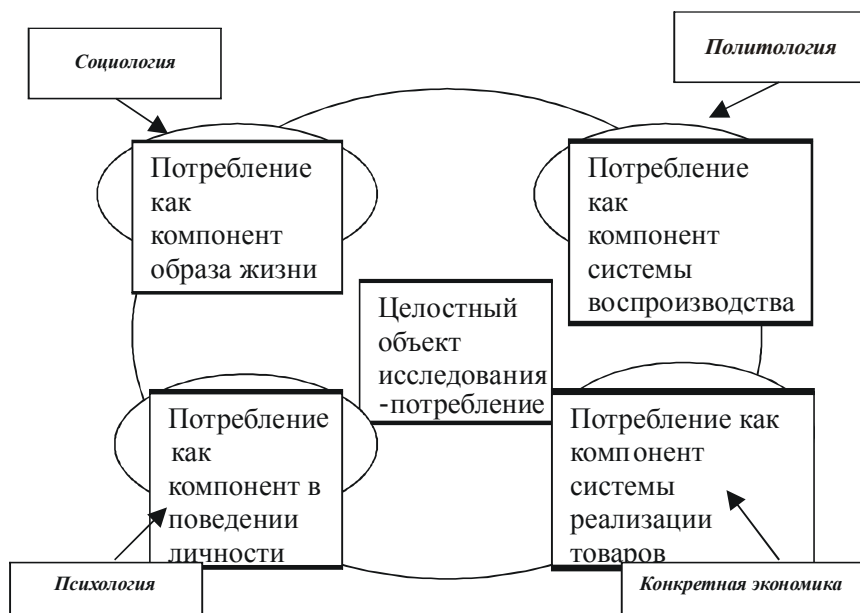 Социология
Политология
Потребление
как
компонент
образа жизни
Потребление
как
компонент
системы
воспроизводства
Целостный
объект
исследования
-потребление
Потребление
как
компонент в
поведении
личности
Потребление как
компонент
системы
реализации
товаров
Психология
Конкретная экономика